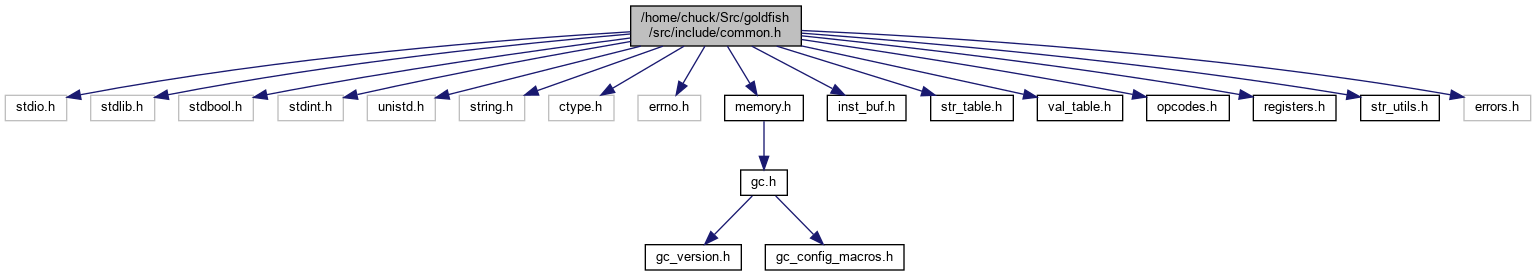 /home/chuck/Src/goldfish
/src/include/common.h
stdio.h
stdlib.h
stdbool.h
stdint.h
unistd.h
string.h
ctype.h
errno.h
memory.h
inst_buf.h
str_table.h
val_table.h
opcodes.h
registers.h
str_utils.h
errors.h
gc.h
gc_version.h
gc_config_macros.h